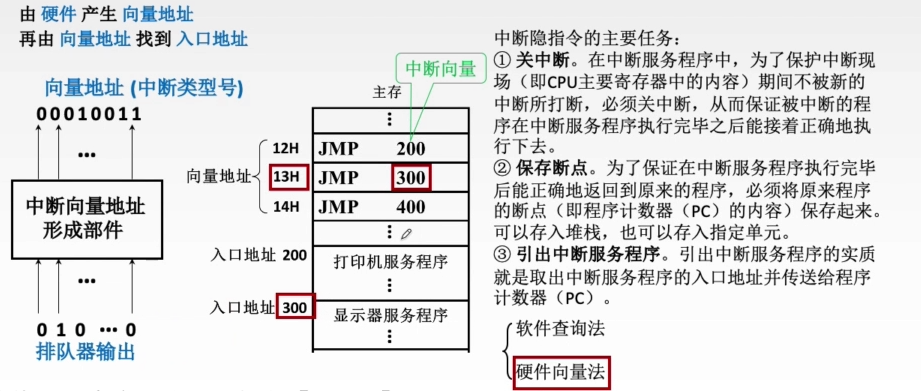 由 硬件 产生 向量地址
再由 向量地址 找到 入口地址
向量地址 (中断类型号)
00010011
...
中断向量地址
形成部件
...
0 1 0 ... 0
排队器输出
中断向量
主存
向量地址
12H JMP 200
13H JMP 300
14H JMP 400
入口地址 200
打印机服务程序
入口地址 300
显示器服务程序
中断隐指令的主要任务：
① 关中断。在中断服务程序中，为了保护中断现
场（即CPU主要寄存器中的内容）期间不被新的
中断所打断，必须关中断，从而保证被中断的程
序在中断服务程序执行完毕之后能接着正确地执
行下去。
② 保存断点。为了保证在中断服务程序执行完毕
后能正确地返回到原来的程序，必须将原来程序
的断点（即程序计数器（PC）的内容）保存起来。
可以存入堆栈，也可以存入指定单元。
③ 引出中断服务程序。引出中断服务程序的实质
就是取出中断服务程序的入口地址并传送给程序
计数器（PC）。
软件查询法
硬件向量法